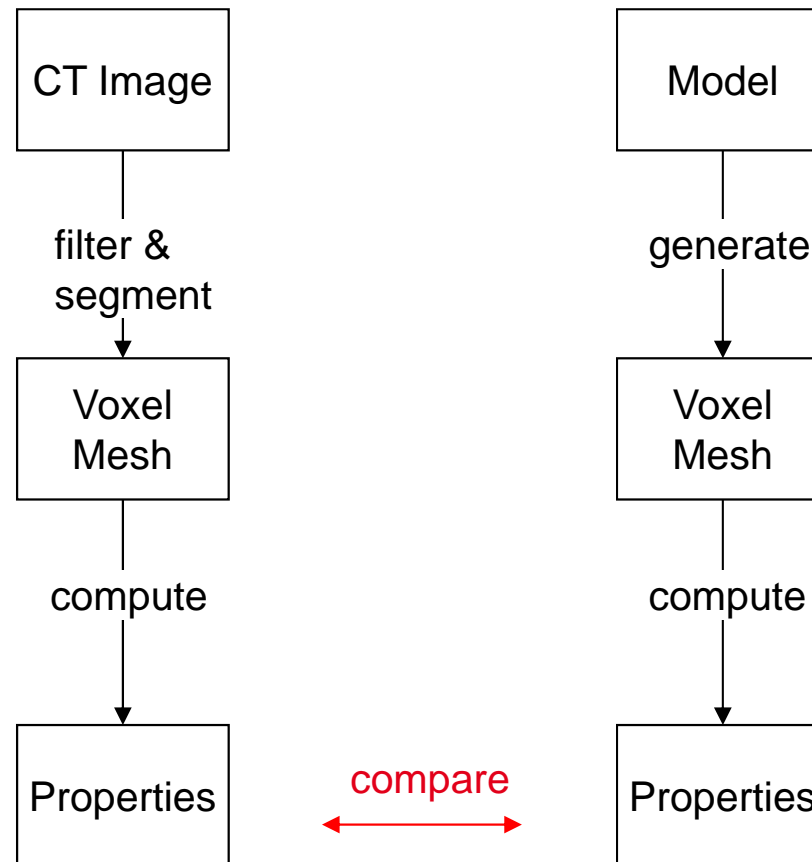 CT Image
Model
filter &
segment
generate
Voxel
Mesh
Voxel
Mesh
compute
compute
Properties
compare
Properties